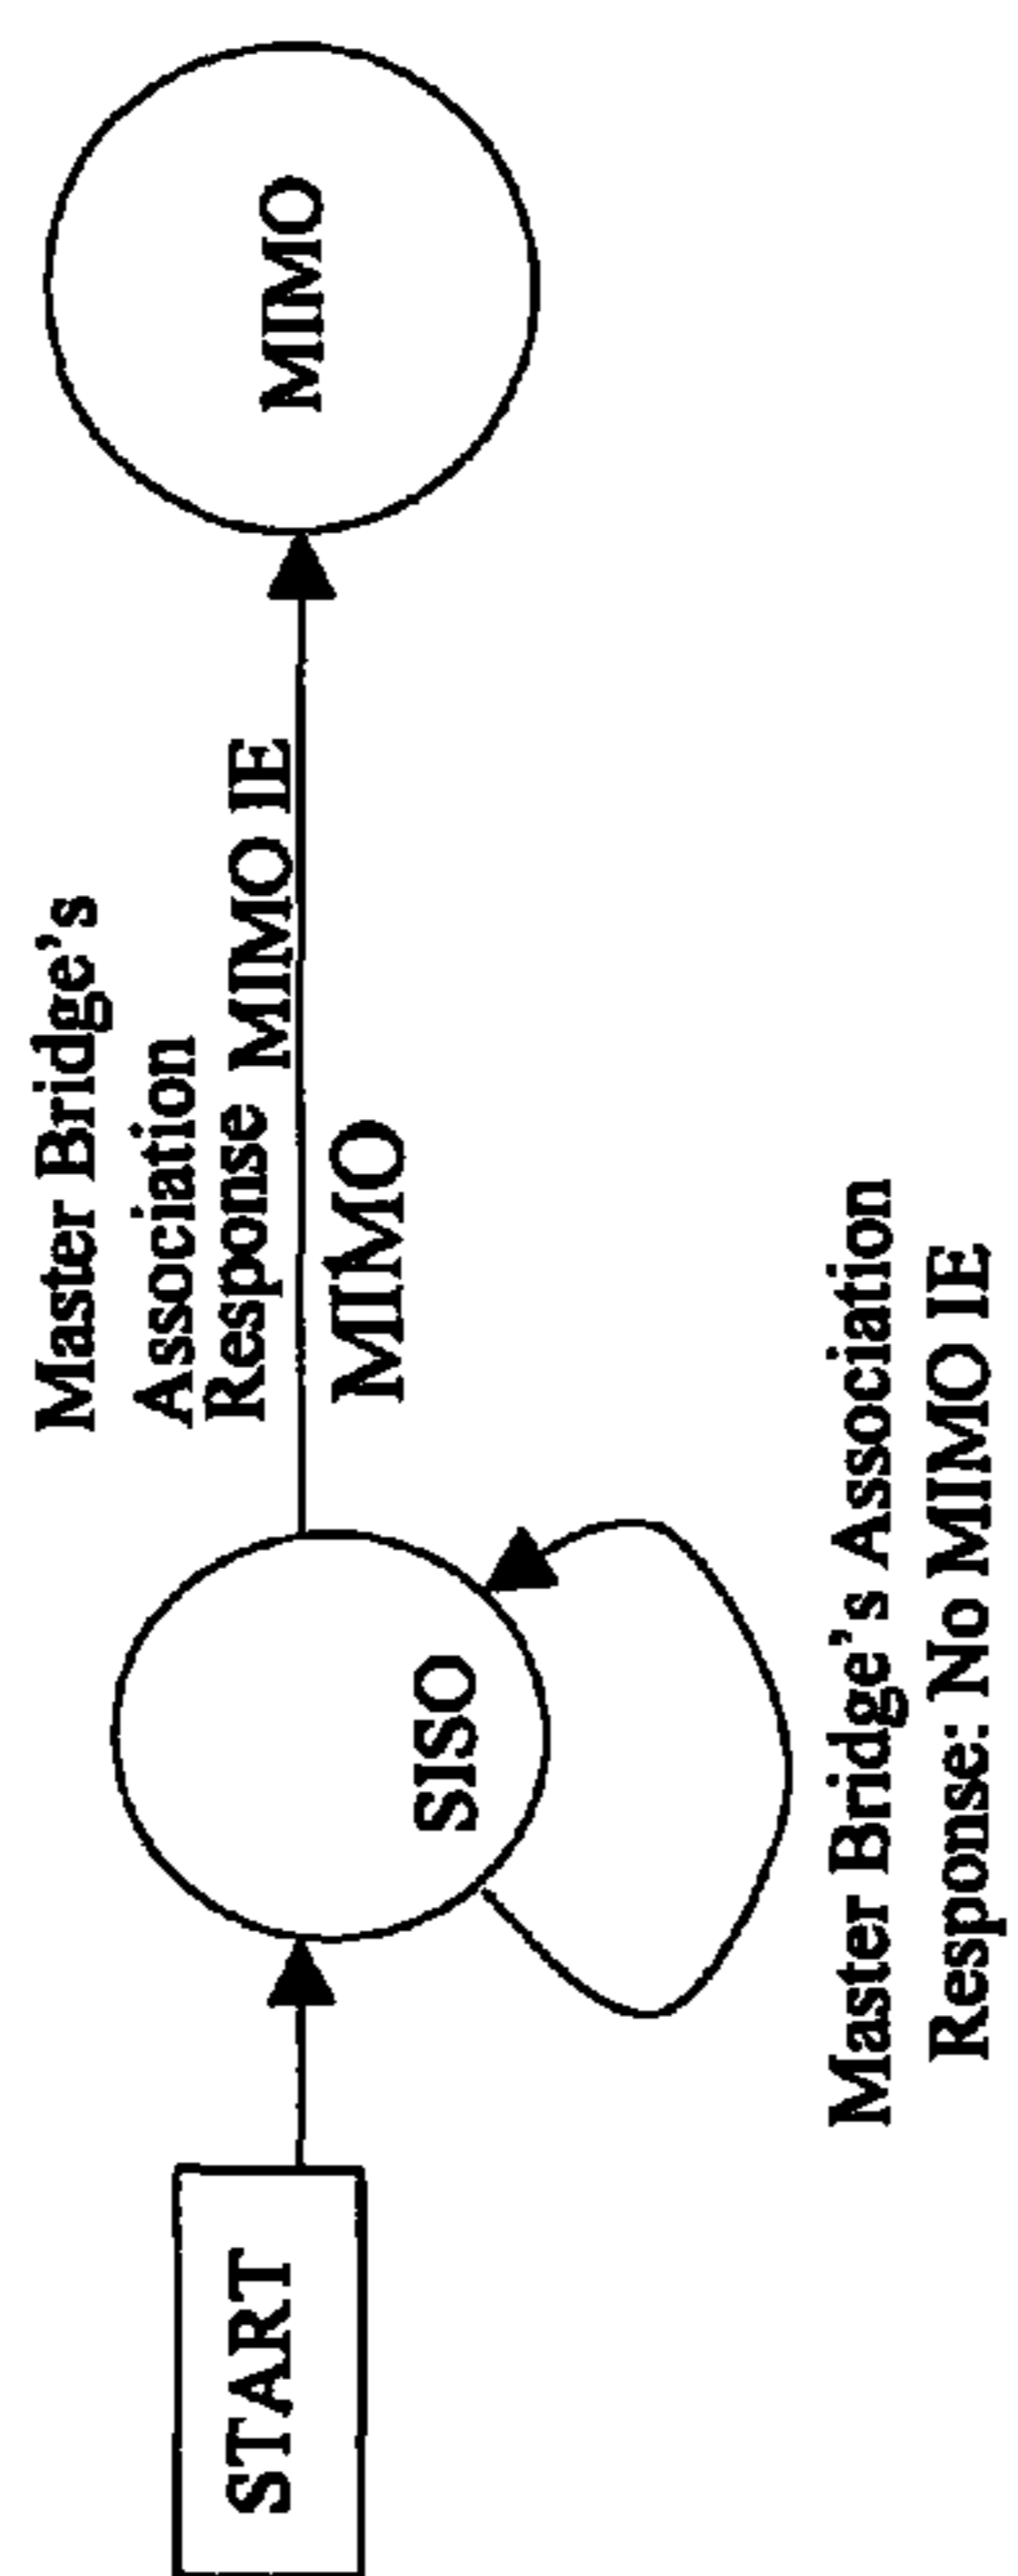 START
SISO
Master Bridge's
Association
Response MIMO IE
MIMO
MIMO
Master Bridge's Association
Response: No MIMO IE